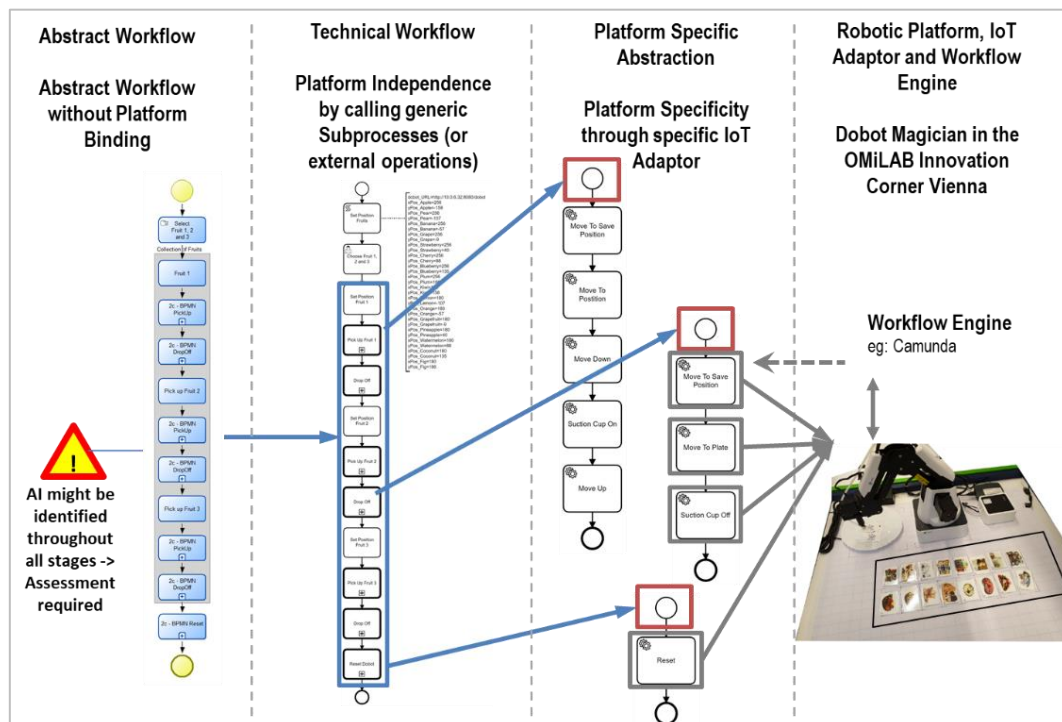 Abstract Workflow
Abstract Workflow
without Platform
Binding
Select
Fruit 1, 2
and 3
Collection of Fruits
Fruit 1
2c - BPMN
PickUp
2c - BPMN
DropOff
Pick up Fruit 2
2c - BPMN
PickUp
2c - BPMN
DropOff
Pick up Fruit 3
2c - BPMN
PickUp
2c - BPMN
DropOff
2c - BPMN Reset
!
AI might be
identified
throughout
all stages ->
Assessment
required
Technical Workflow
Platform Independence
by calling generic
Subprocesses (or
external operations)
Set Position
Fruits
Choose Fruit 1,
2 and 3
Set Position
Fruit 1
Pick Up Fruit 1
Drop Off
Set Position
Fruit 2
Pick Up Fruit 2
Drop Off
Set Position
Fruit 3
Pick Up Fruit 3
Drop Off
Reset Dobot
Platform Specific
Abstraction
Platform Specificity
through specific IoT
Adaptor
Move To Save
Position
Move To
Position
Move Down
Suction Cup On
Move Up
Move To Save
Position
Move To Plate
Suction Cup Off
Reset
Robotic Platform, IoT
Adaptor and Workflow
Engine
Dobot Magician in the
OMiLAB Innovation
Corner Vienna
Workflow Engine
eg: Camunda